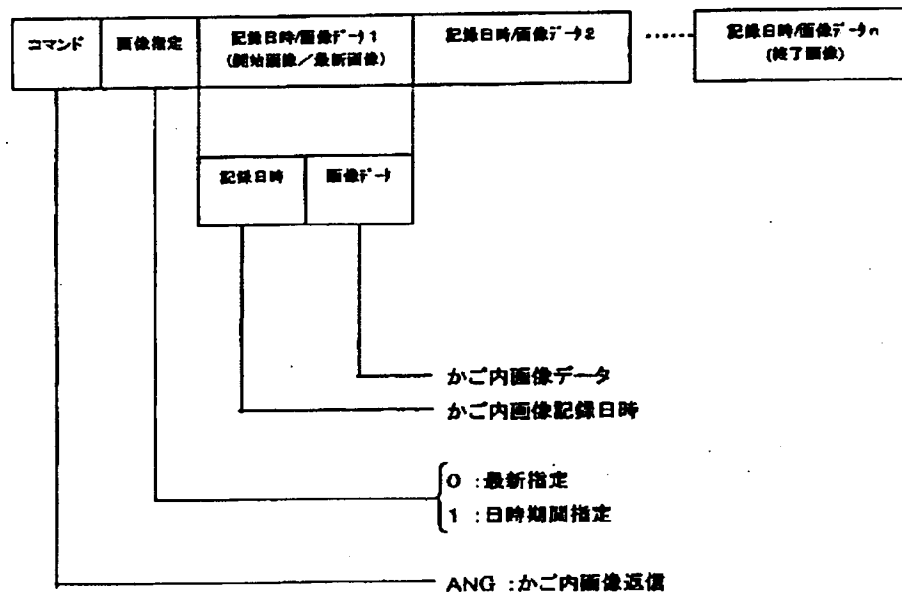 コマンド
画像指定
記録日時/画像ﾃﾞｰﾀ1
(開始画像/最新画像)
記録日時/画像ﾃﾞｰﾀ2
……
記録日時/画像ﾃﾞｰﾀn
(終了画像)
記録日時
画像ﾃﾞｰﾀ
かご内画像データ
かご内画像記録日時
0 :最新指定
1 :日時期間指定
ANG :かご内画像返信